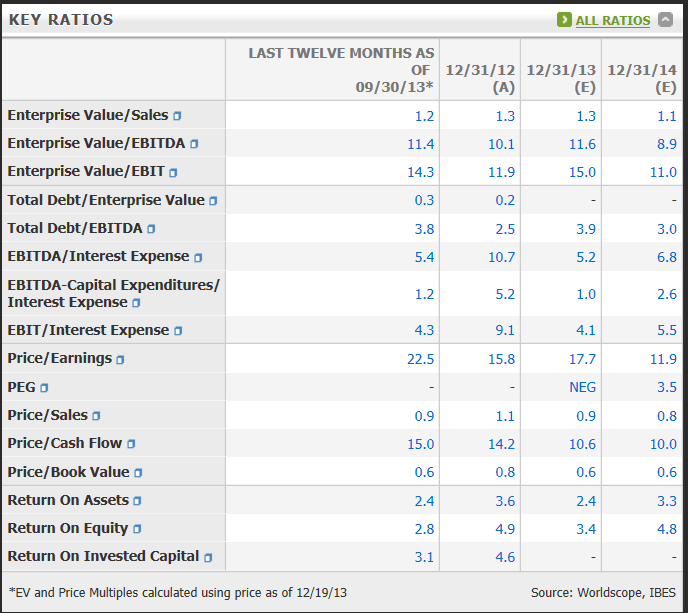 KEY RATIOS ALL RATIOS
LAST TWELVE MONTHS AS
OF 12/31/12 12/31/13 12/31/14
09/30/13* (A) (E) (E)
Enterprise Value/Sales 1.2 1.3 1.3 1.1
Enterprise Value/EBITDA 11.4 10.1 11.6 8.9
Enterprise Value/EBIT 14.3 11.9 15.0 11.0
Total Debt/Enterprise Value 0.3 0.2 - -
Total Debt/EBITDA 3.8 2.5 3.9 3.0
EBITDA/Interest Expense 5.4 10.7 5.2 6.8
EBITDA-Capital Expenditures/
Interest Expense 1.2 5.2 1.0 2.6
EBIT/Interest Expense 4.3 9.1 4.1 5.5
Price/Earnings 22.5 15.8 17.7 11.9
PEG - - NEG 3.5
Price/Sales 0.9 1.1 0.9 0.8
Price/Cash Flow 15.0 14.2 10.6 10.0
Price/Book Value 0.6 0.8 0.6 0.6
Return On Assets 2.4 3.6 2.4 3.3
Return On Equity 2.8 4.9 3.4 4.8
Return On Invested Capital 3.1 4.6 - -
*EV and Price Multiples calculated using price as of 12/19/13 Source: Worldscope, IBES